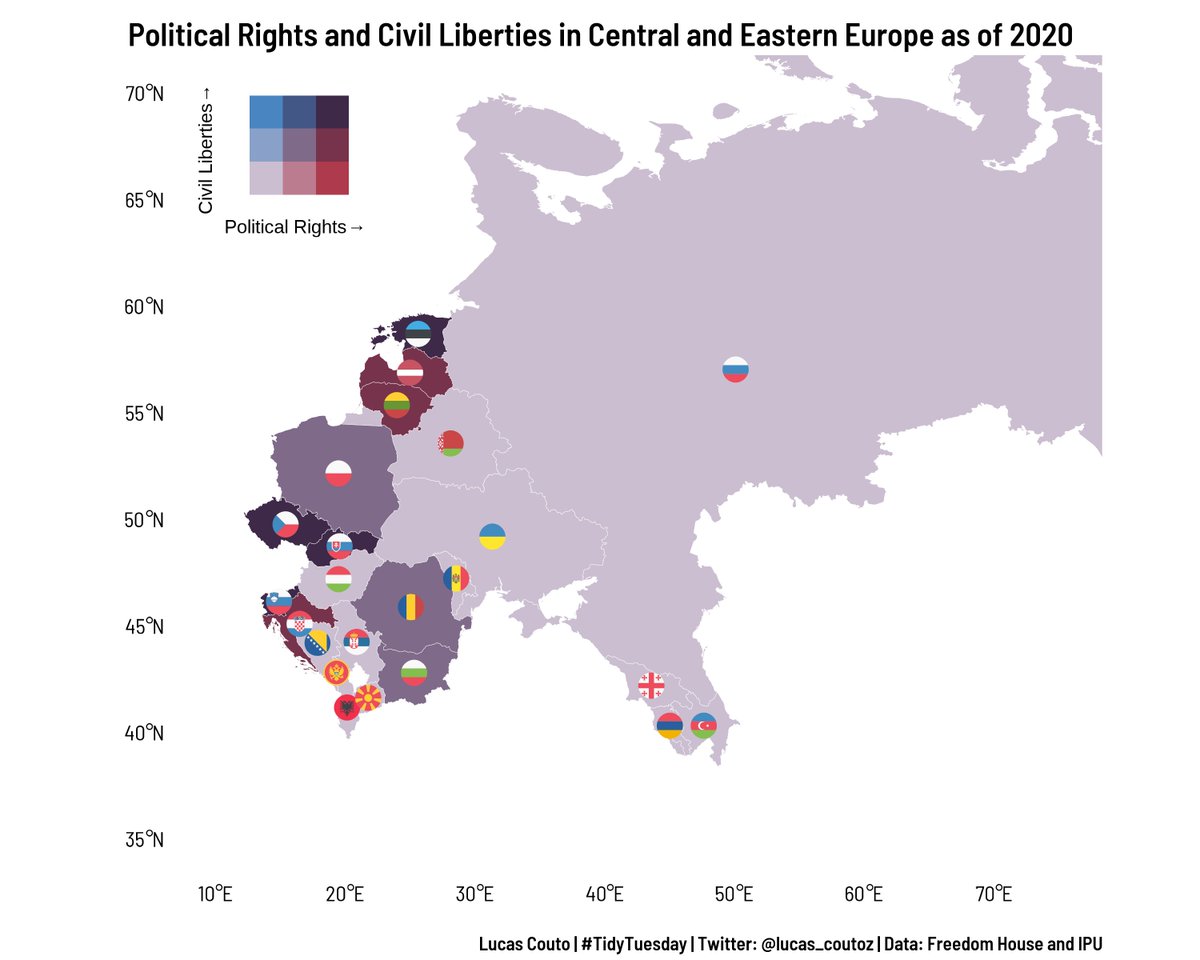 Political Rights and Civil Liberties in Central and Eastern Europe as of 2020
70°N
Civil Liberties→
65°N
Political Rights→
60°N
55°N
50°N
45°N
40°N
35°N
10°E 20°E 30°E 40°E 50°E 60°E 70°E
Lucas Couto | #TidyTuesday | Twitter: @lucas_coutoz | Data: Freedom House and IPU